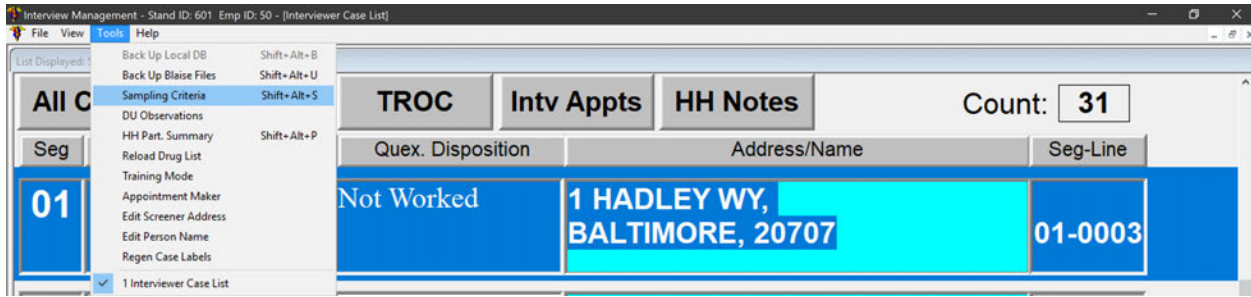 Interview Management - Stand ID: 601 Emp ID: 50 - [Interviewer Case List]
File View Tools Help
List Displayed:
Back Up Local DB Shift+Alt+B
Back Up Blaise Files Shift+Alt+U
Sampling Criteria Shift+Alt+S
DU Observations
HH Part. Summary Shift+Alt+P
Reload Drug List
Training Mode
Appointment Maker
Edit Screener Address
Edit Person Name
Regen Case Labels
1 Interviewer Case List
All C TROC Intv Appts HH Notes Count: 31
Seg Quex. Disposition Address/Name Seg-Line
01 Not Worked 1 HADLEY WY,
BALTIMORE, 20707 01-0003